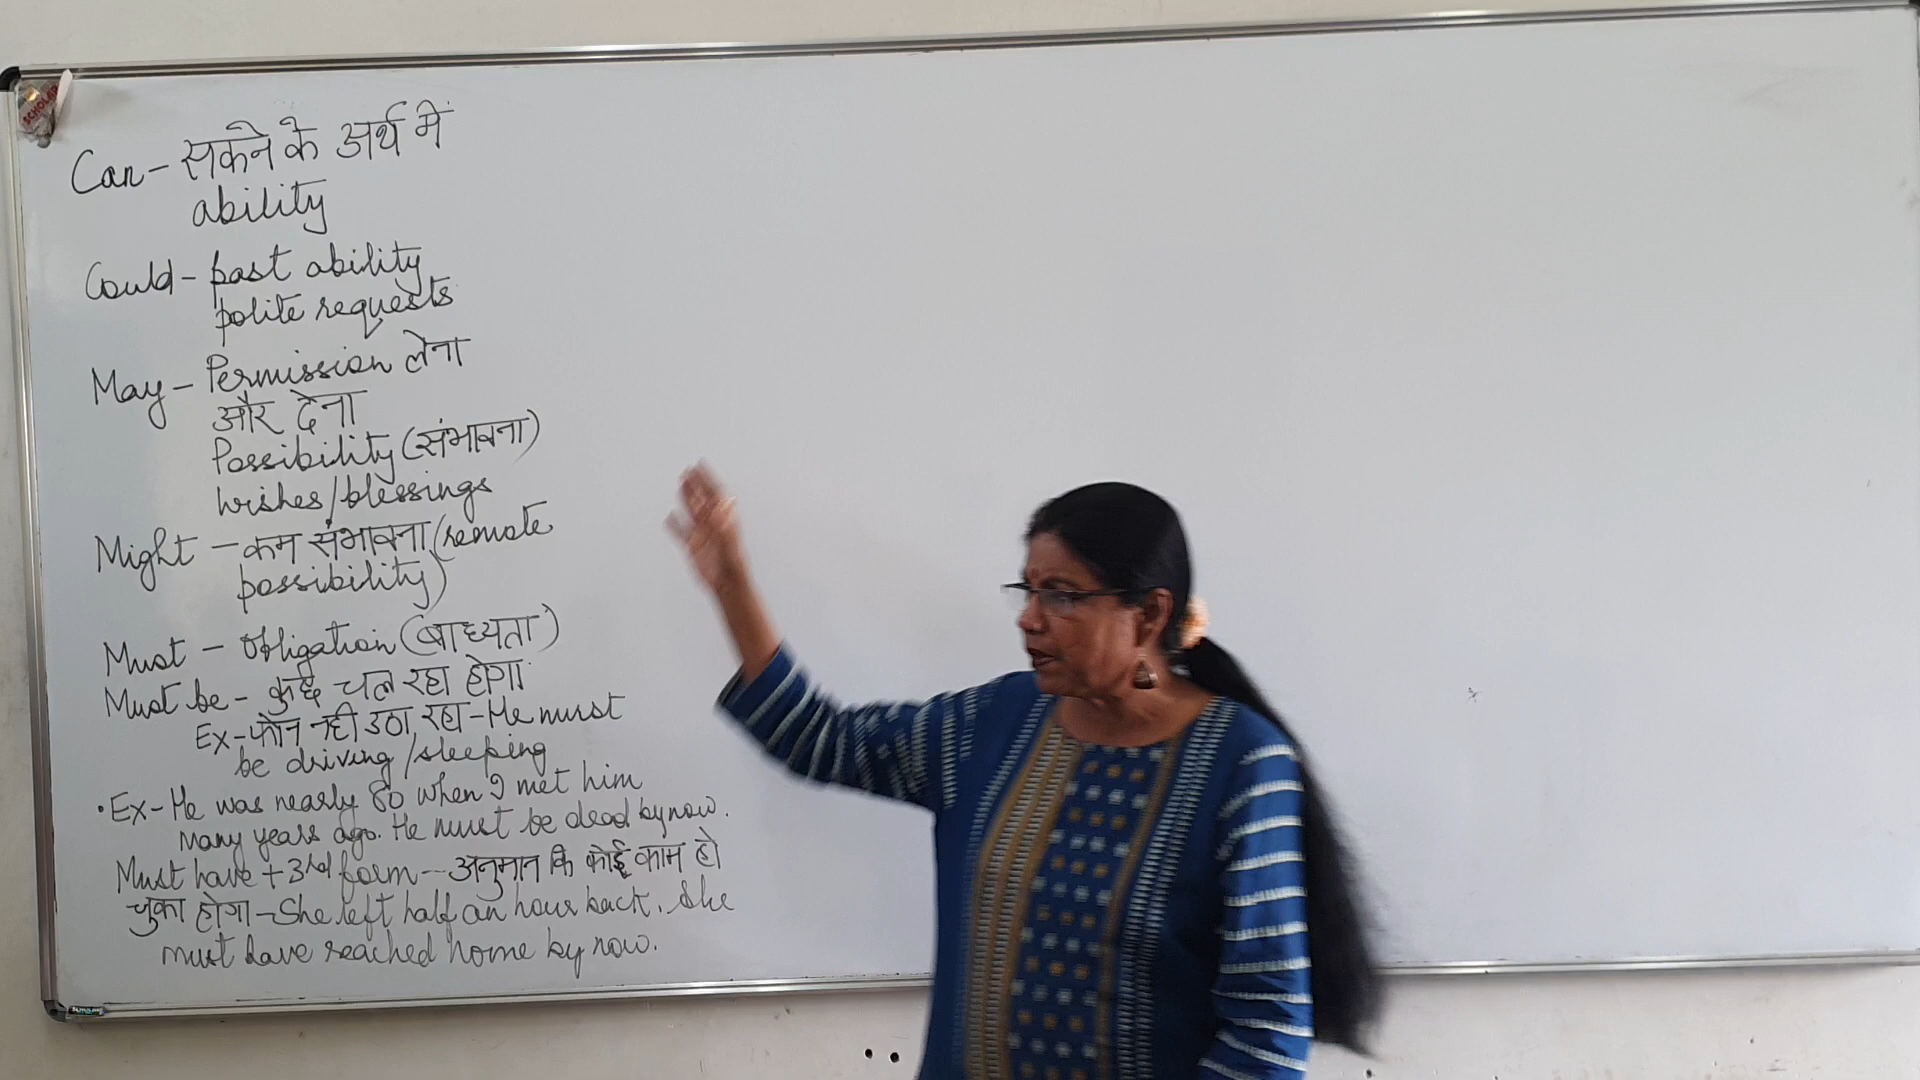 SCHOLAR
Can - सकने के अर्थ में
ability
Could - past ability
polite requests
May - Permission लेना
और देना
Possibility (संभावना)
wishes/blessings
Might - कम संभावना (remote
possibility)
Must - Obligation (बाध्यता)
Must be - कुछ चल रहा होगा
Ex - फोन नही उठा रहा - He must
be driving/sleeping
• Ex - He was nearly 80 when I met him
many years ago. He must be dead by now.
Must have + 3rd form -- अनुमान कि कोई काम हो
चुका होगा - She left half an hour back. She
must have reached home by now.